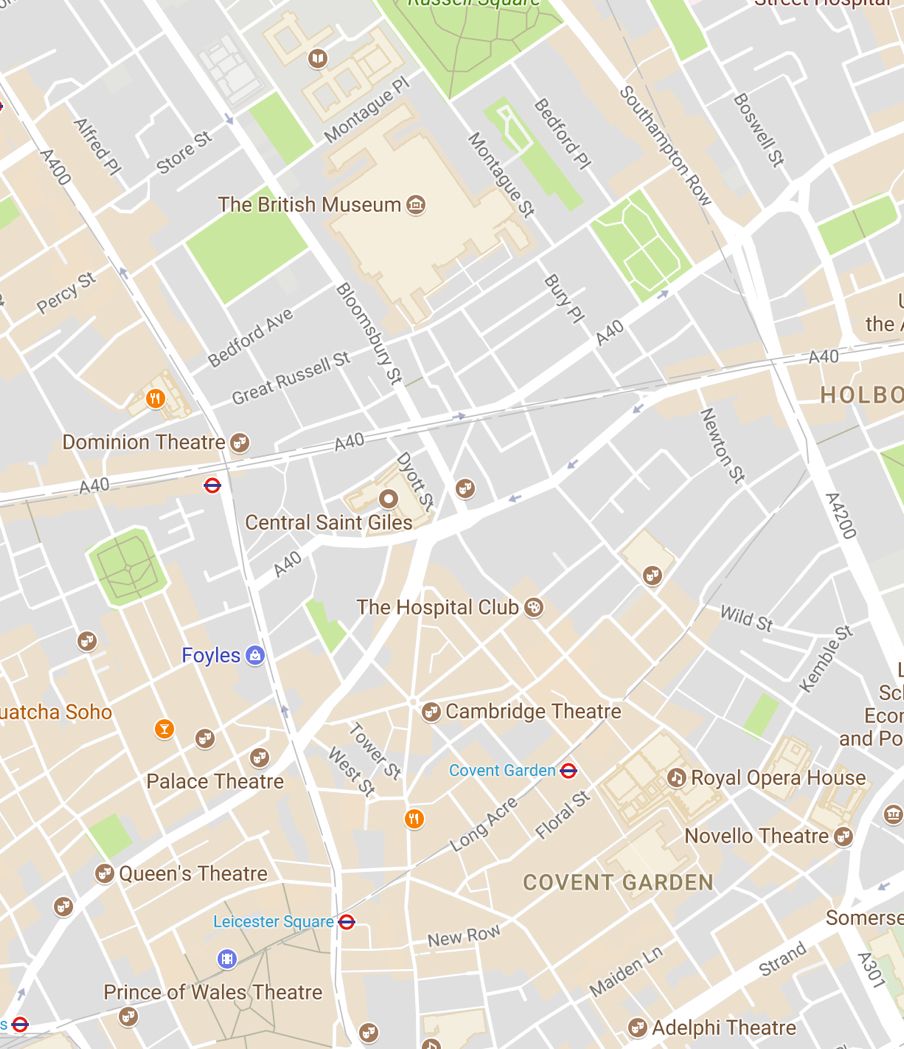 Russell Square
Street Hospital
Alfred Pl
Store St
Montague Pl
Bedford Pl
Southampton Row
Boswell St
A400
Montague St
The British Museum
Percy St
Bloomsbury St
Bury Pl
Bedford Ave
Great Russell St
A40
U
the A
A40
HOLBO
Dominion Theatre
A40
Newton St
A40
Dyott St
Central Saint Giles
A4200
A40
The Hospital Club
Wild St
Kemble St
Foyles
L
Sch
Econ
and Po
uatcha Soho
Cambridge Theatre
Tower St
West St
Palace Theatre
Covent Garden
Royal Opera House
Long Acre
Floral St
Novello Theatre
Queen's Theatre
COVENT GARDEN
Leicester Square
New Row
Somerse
Strand
A301
Maiden Ln
Prince of Wales Theatre
s
Adelphi Theatre